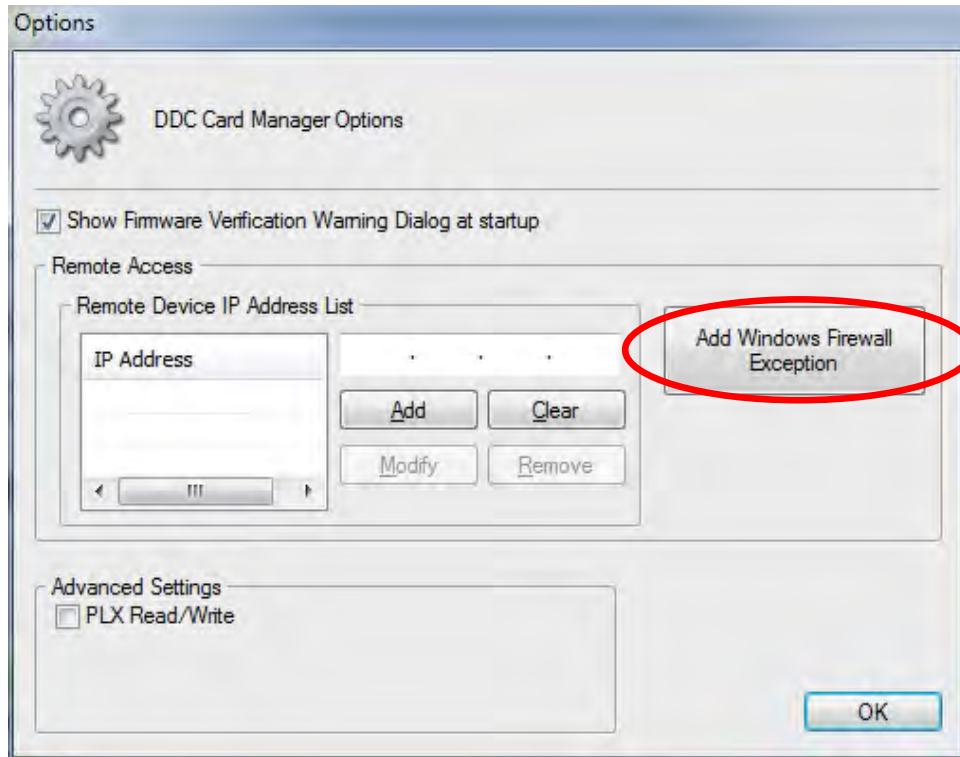 Options
DDC Card Manager Options
Show Firmware Verification Warning Dialog at startup
Remote Access
Remote Device IP Address List
IP Address
. . .
Add Windows Firewall
Exception
Add
Clear
Modify
Remove
Advanced Settings
PLX Read/Write
OK